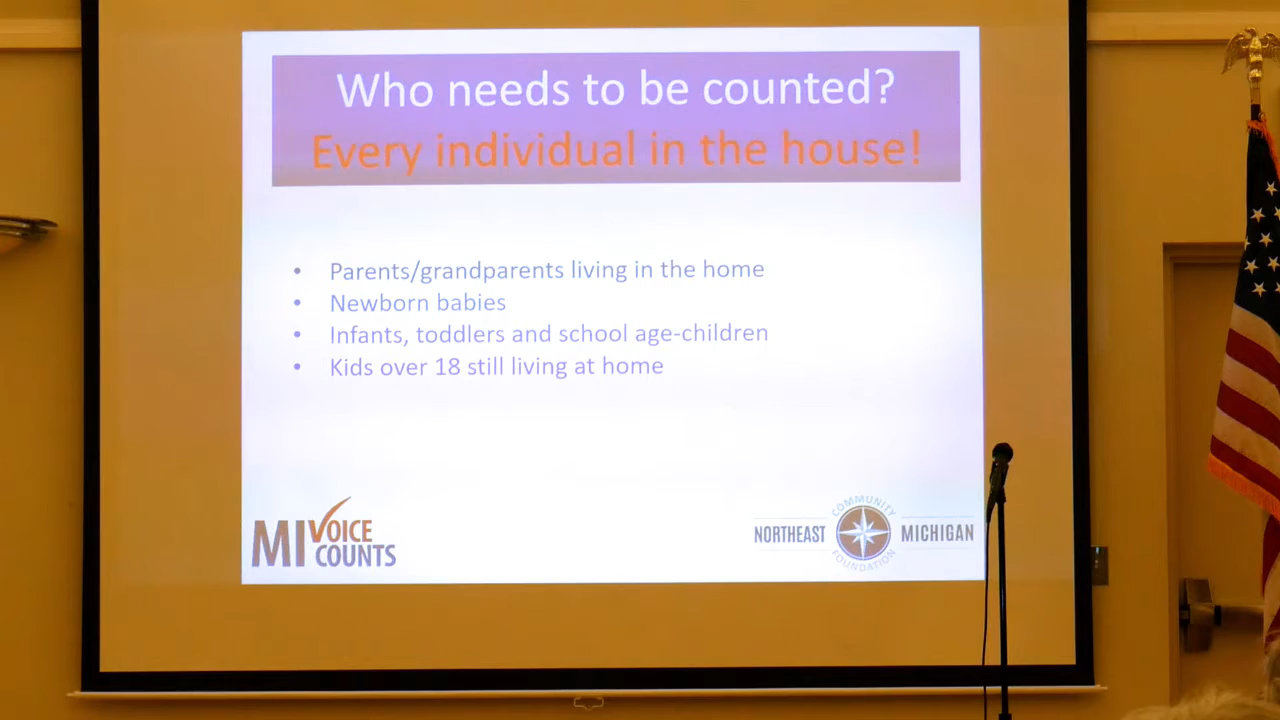 Who needs to be counted?
Every individual in the house!
• Parents/grandparents living in the home
• Newborn babies
• Infants, toddlers and school age-children
• Kids over 18 still living at home
MI VOICE COUNTS
NORTHEAST MICHIGAN
COMMUNITY FOUNDATION